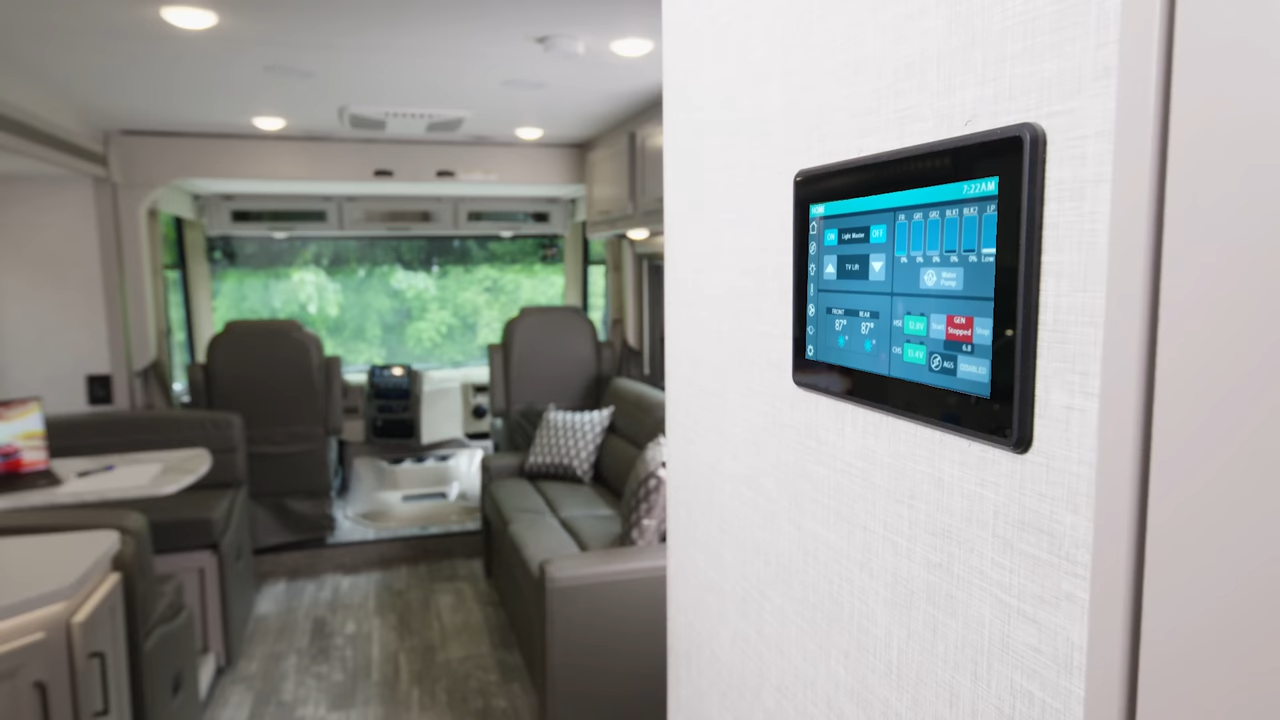 7:22AM
HOME
ON Light Master OFF
FR GR1 GR2 BLK1 BLK2 LP
0% 0% 0% 0% 0% Low
TV Lift
Water
Pump
FRONT REAR
87° 87°
HSE 12.8V
Start GEN Stopped Stop
6.8
CHS 13.4V
AGS DISABLED